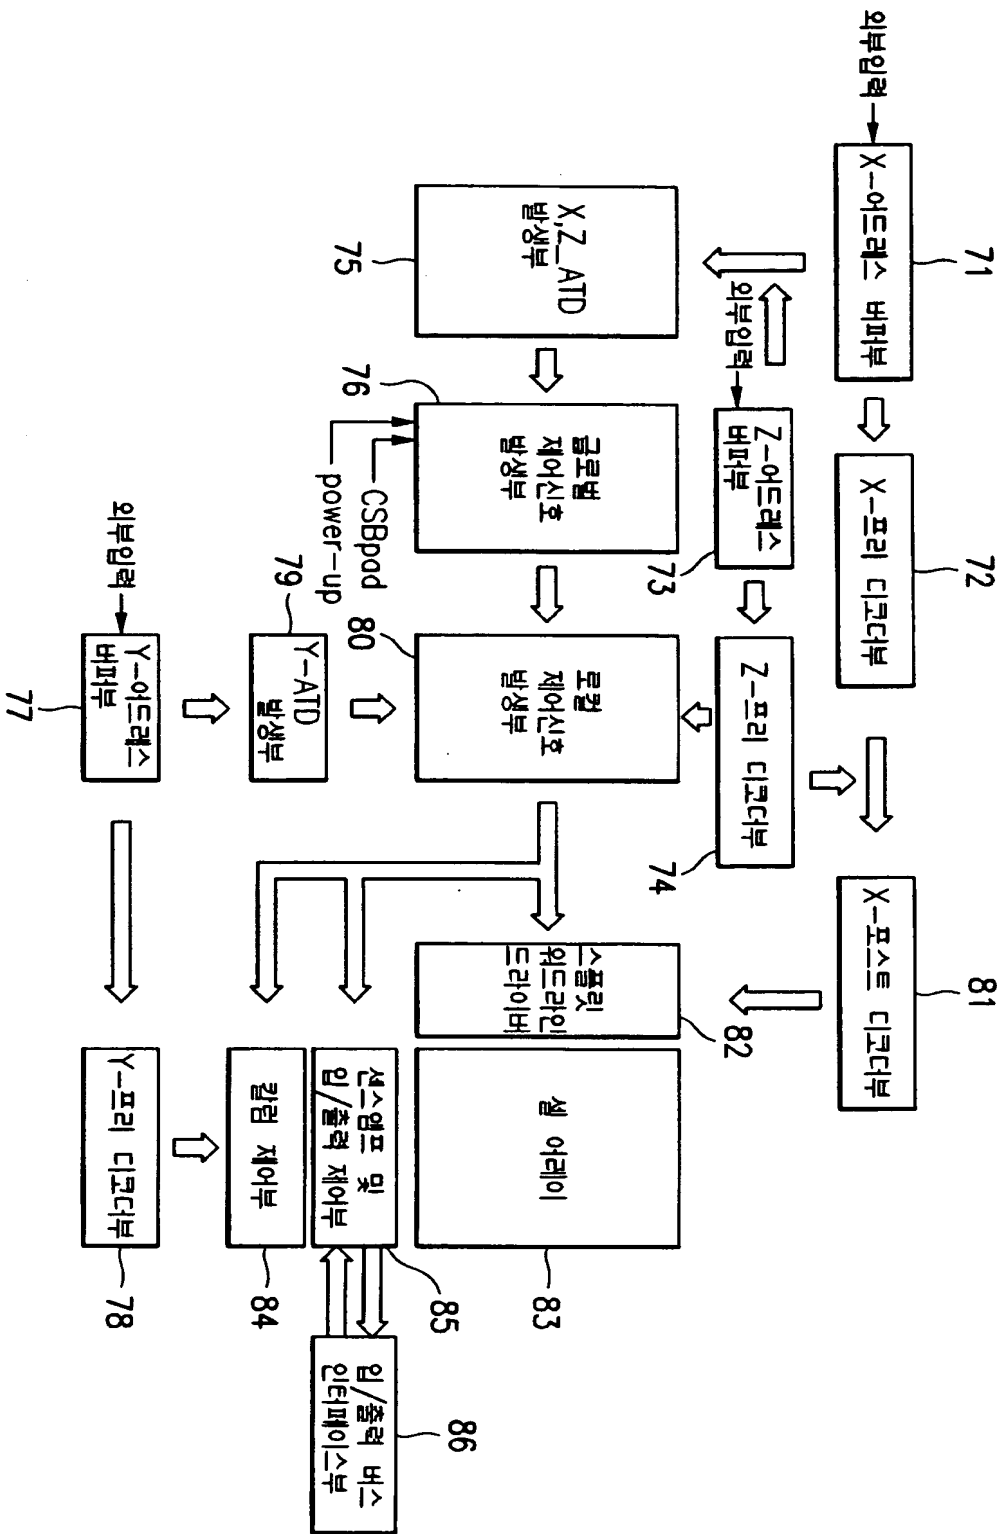 외부입력
X-어드레스 버퍼부
71
X-프리 디코더부
72
X-포스트 디코더부
81
외부입력
Z-어드레스
버퍼부
73
Z-프리 디코더부
74
X,Z_ATD
발생부
75
글로벌
제어신호
발생부
76
CSBpad
power-up
로컬
제어신호
발생부
80
스플릿
워드라인
드라이버
82
셀 어레이
83
Y-ATD
발생부
79
센스앰프 및
입/출력 제어부
85
칼럼 제어부
84
입/출력 버스
인터페이스부
86
외부입력
Y-어드레스
버퍼부
77
Y-프리 디코더부
78